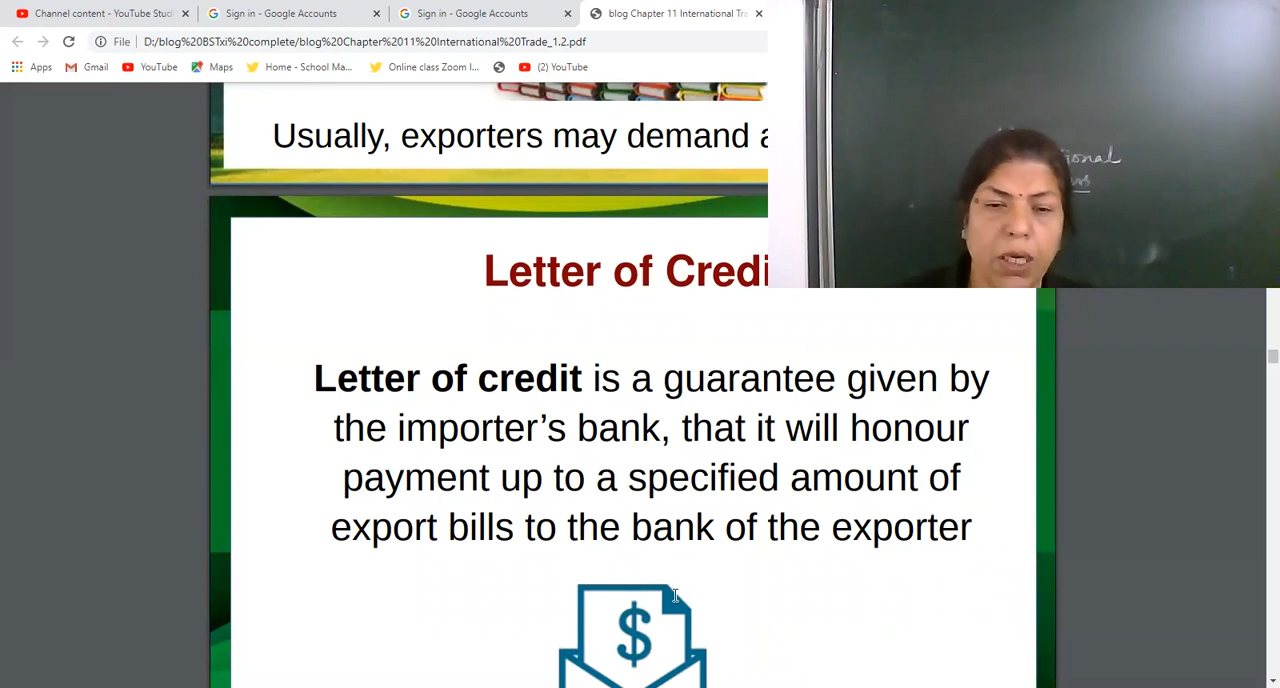 Channel content - YouTube Studi
Sign in - Google Accounts
Sign in - Google Accounts
blog Chapter 11 International Tra
File D:/blog%20BSTxi%20complete/blog%20Chapter%2011%20International%20Trade_1.2.pdf
Apps Gmail YouTube Maps Home - School Ma... Online class Zoom l... (2) YouTube
Usually, exporters may demand a
Letter of Credi
Letter of credit is a guarantee given by
the importer’s bank, that it will honour
payment up to a specified amount of
export bills to the bank of the exporter
$
ional